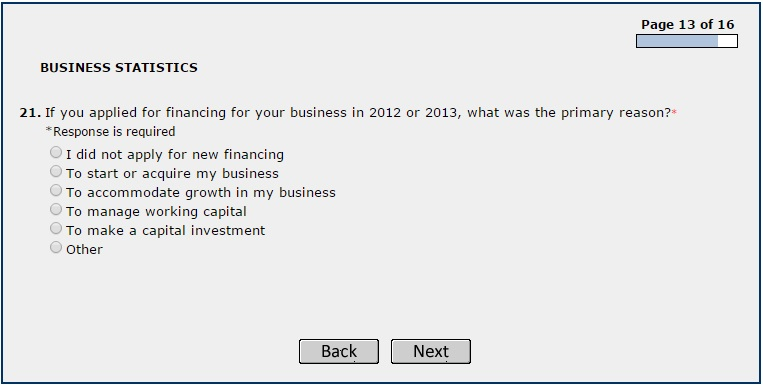 Page 13 of 16
BUSINESS STATISTICS
21. If you applied for financing for your business in 2012 or 2013, what was the primary reason?*
*Response is required
I did not apply for new financing
To start or acquire my business
To accommodate growth in my business
To manage working capital
To make a capital investment
Other
Back Next